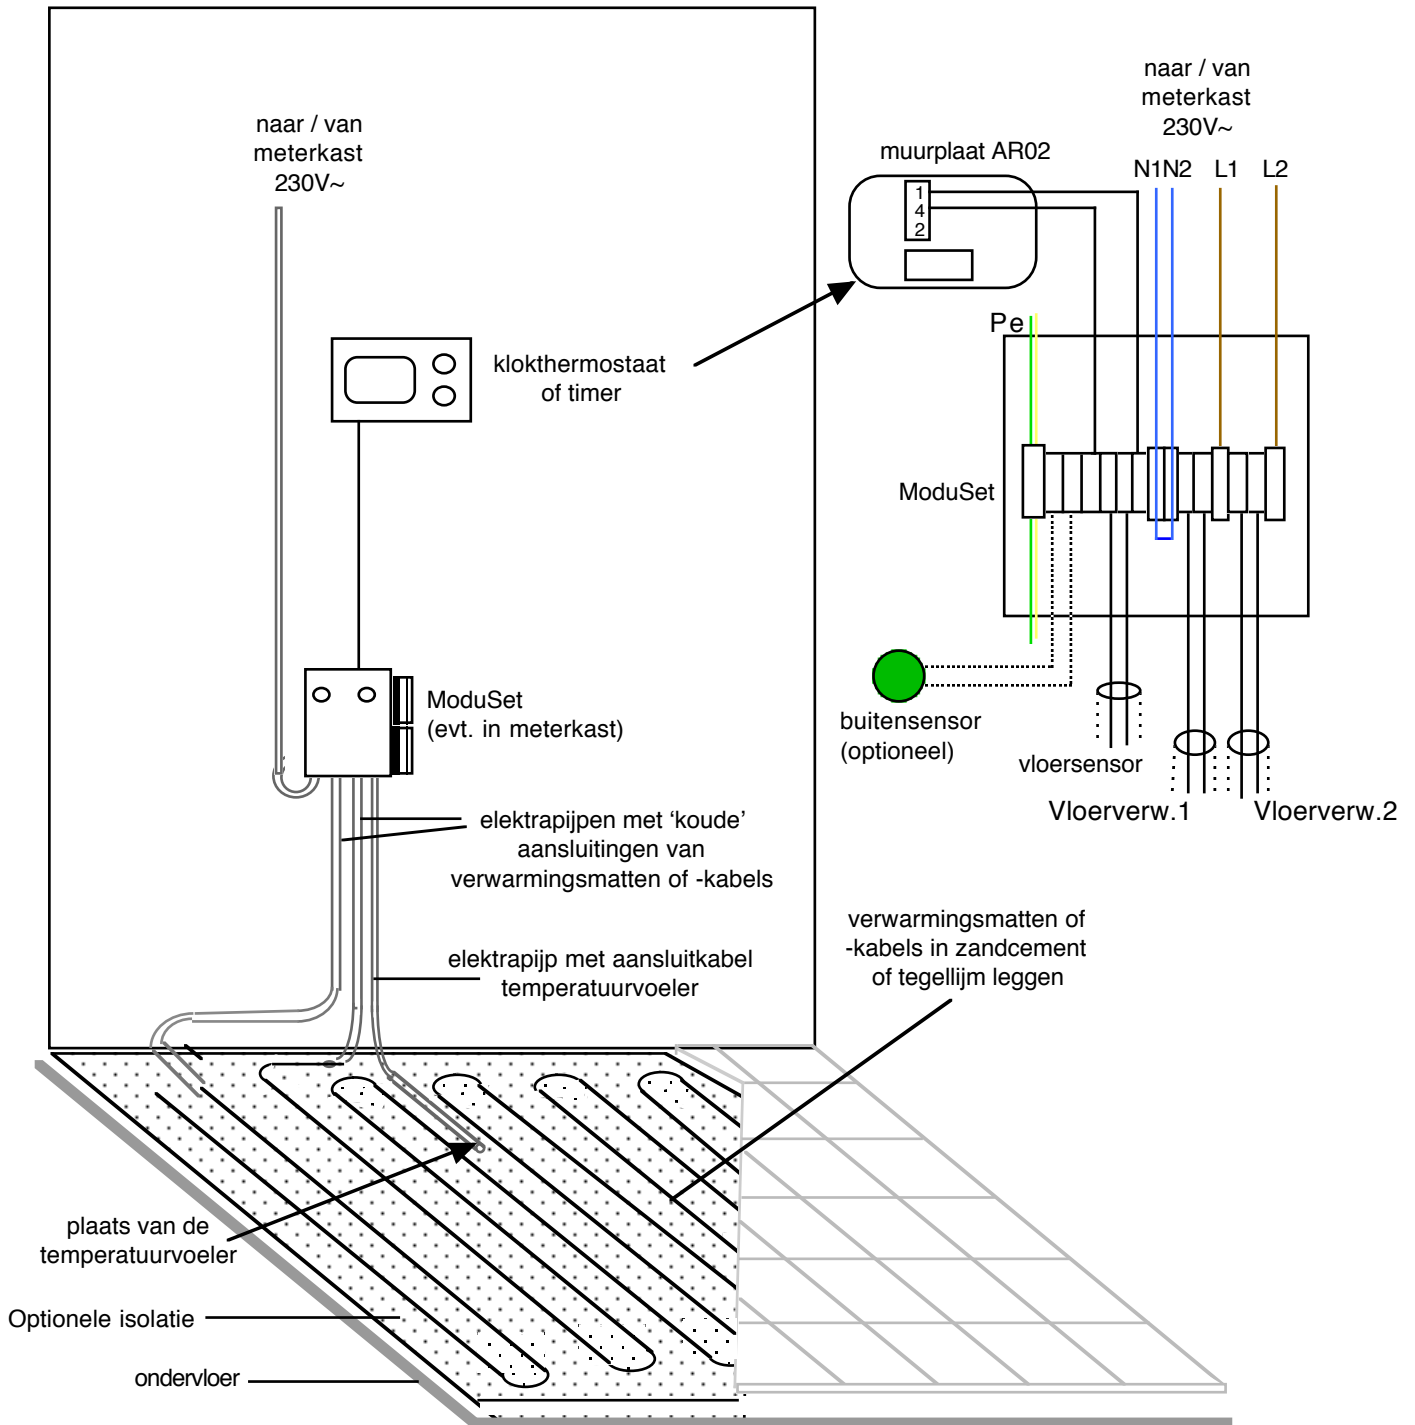 naar / van
meterkast
230V~
naar / van
meterkast
230V~
muurplaat AR02
N1N2 L1 L2
1
4
2
Pe
klokthermostaat
of timer
ModuSet
ModuSet
(evt. in meterkast)
buitensensor
(optioneel)
vloersensor
Vloerverw.1
Vloerverw.2
elektrapijpen met ‘koude’
aansluitingen van
verwarmingsmatten of -kabels
verwarmingsmatten of
-kabels in zandcement
of tegellijm leggen
elektrapijp met aansluitkabel
temperatuurvoeler
plaats van de
temperatuurvoeler
Optionele isolatie
ondervloer